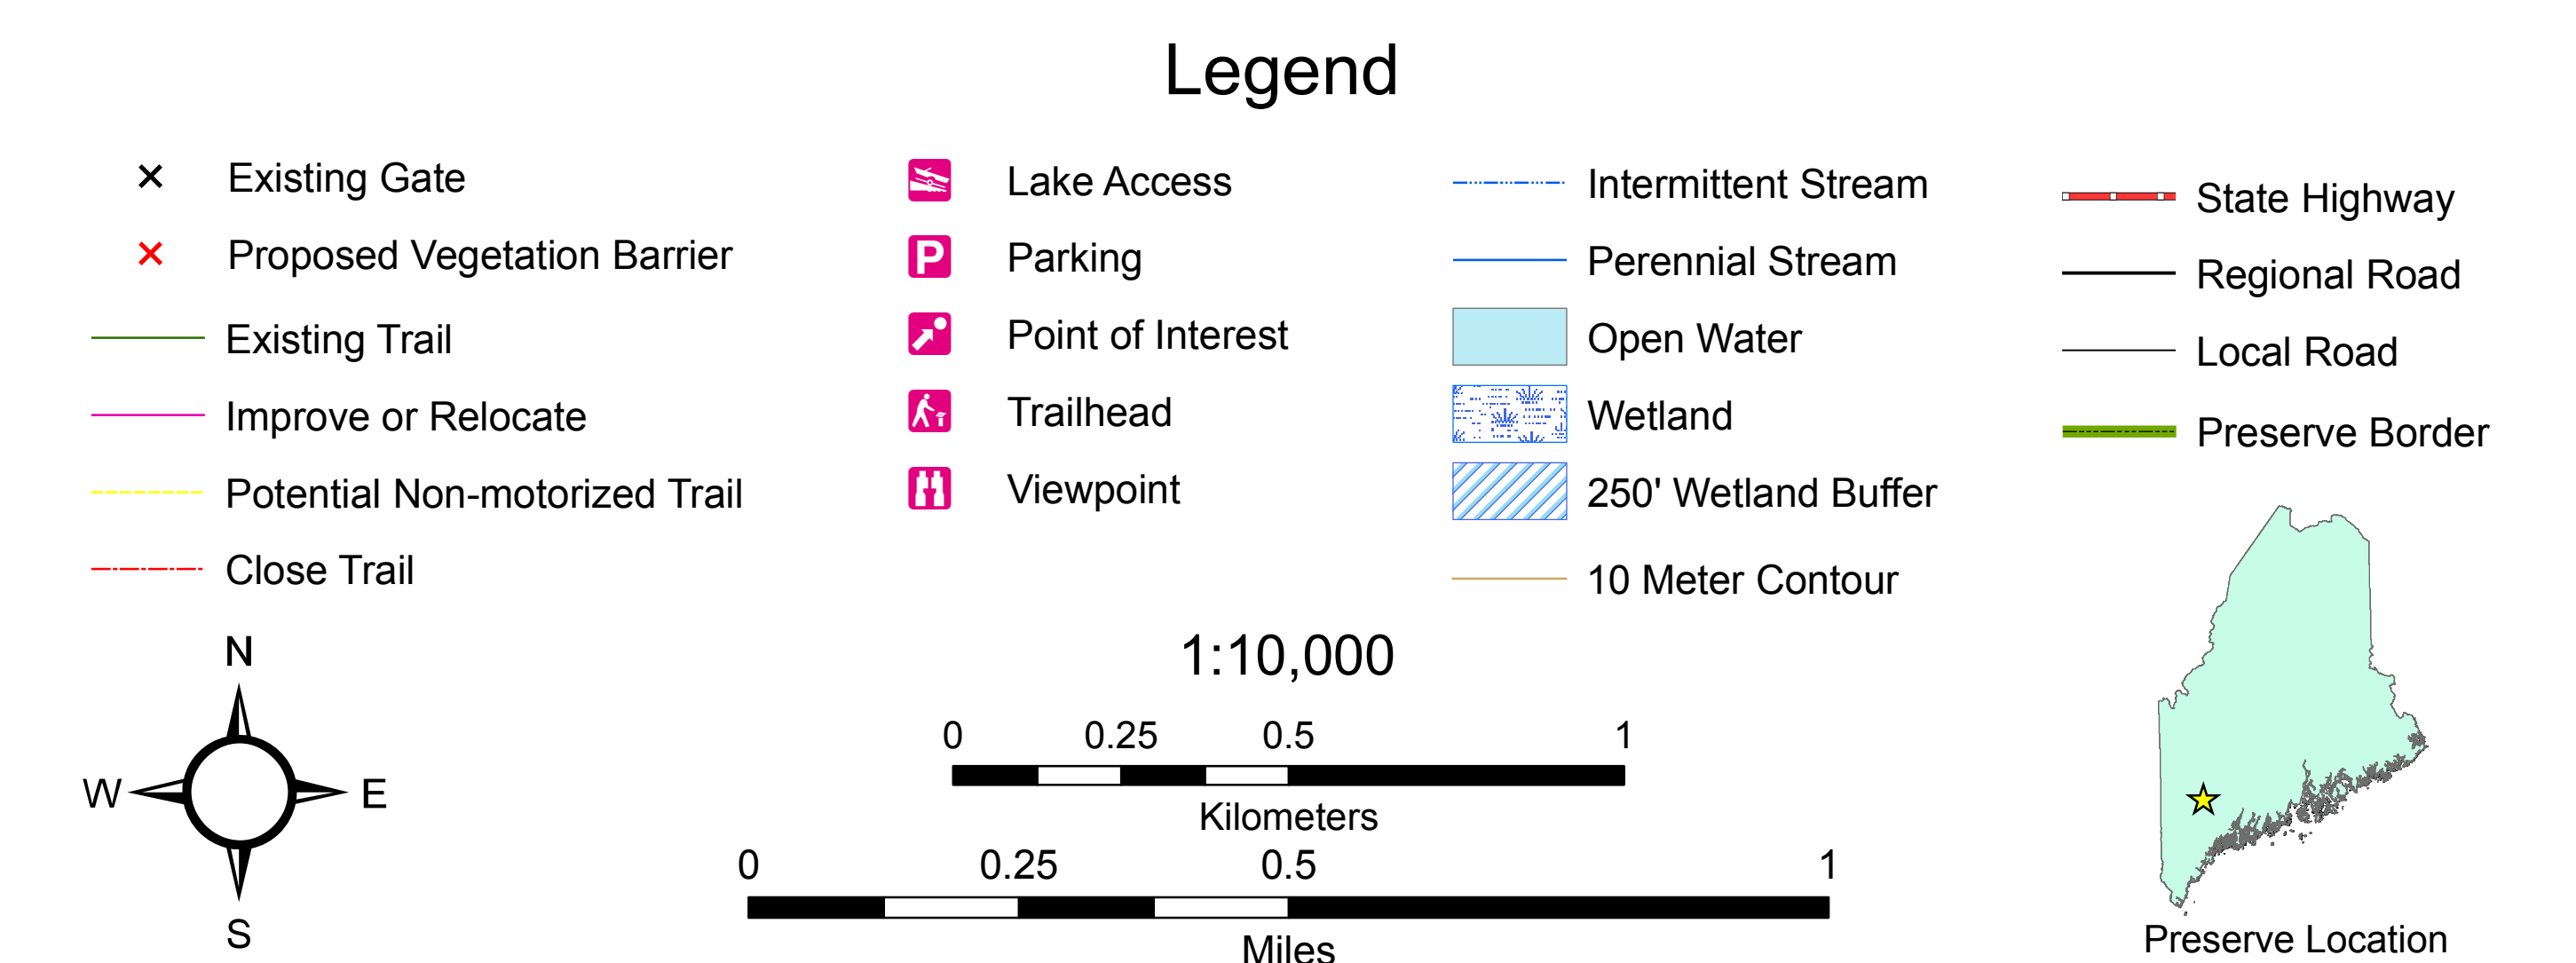 Legend
Existing Gate
Proposed Vegetation Barrier
Existing Trail
Improve or Relocate
Potential Non-motorized Trail
Close Trail
Lake Access
P
Parking
Point of Interest
Trailhead
Viewpoint
Intermittent Stream
Perennial Stream
Open Water
Wetland
250' Wetland Buffer
10 Meter Contour
State Highway
Regional Road
Local Road
Preserve Border
N
W E
S
1:10,000
0 0.25 0.5 1
Kilometers
0 0.25 0.5 1
Miles
Preserve Location